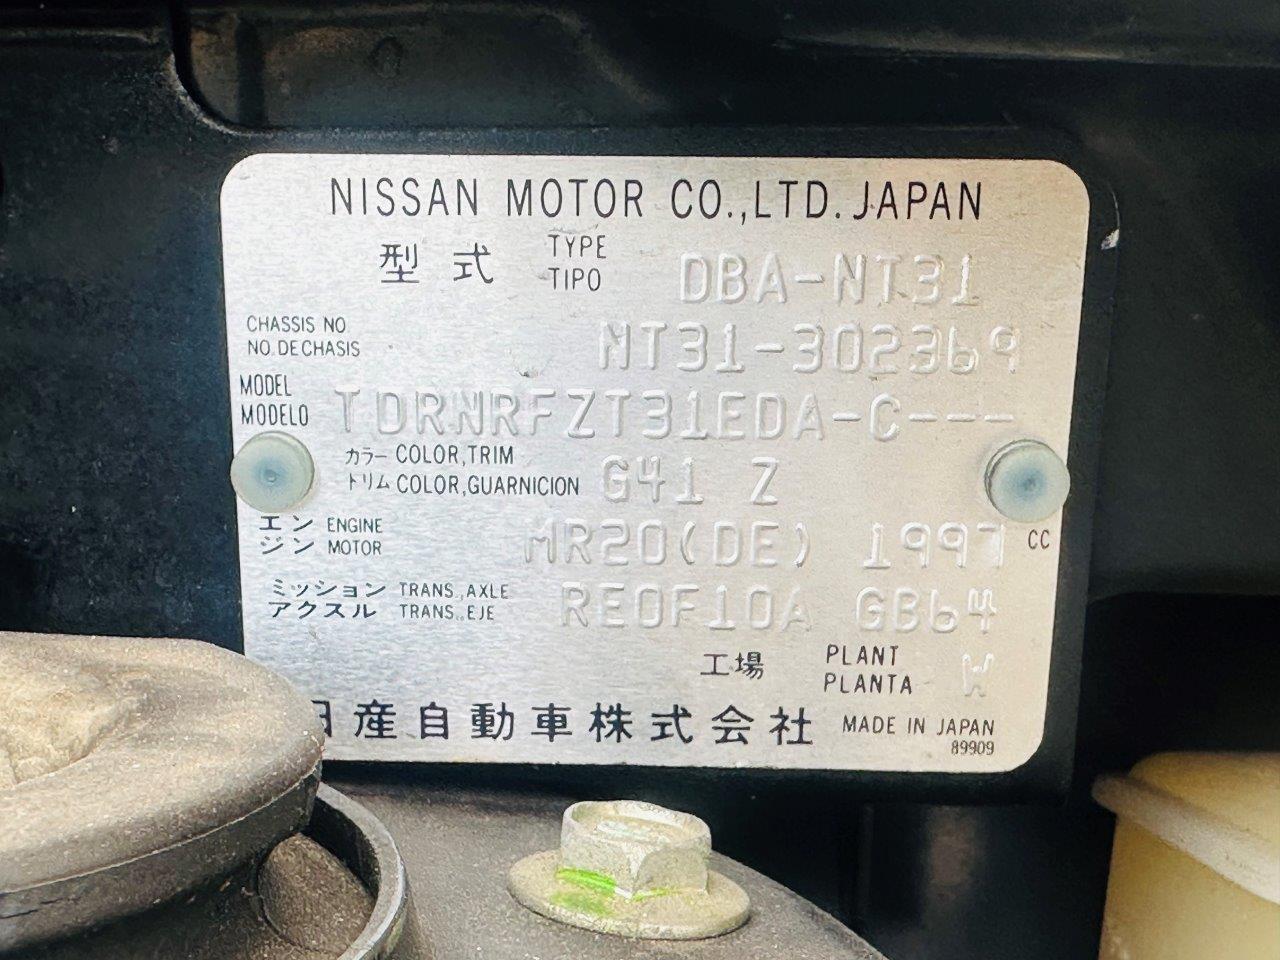 NISSAN MOTOR CO.,LTD. JAPAN
型 式 TYPE TIPO DBA-NT31
CHASSIS NO. NO. DE CHASIS NT31-302369
MODEL MODELO TDRNRFZT31EDA-C---
カラー COLOR,TRIM
トリム COLOR,GUARNICION G41 Z
エン ENGINE
ジン MOTOR MR20(DE) 1997 CC
ミッション TRANS.,AXLE
アクスル TRANS.,EJE RE0F10A GB64
工場 PLANT PLANTA W
日産自動車株式会社 MADE IN JAPAN
89909